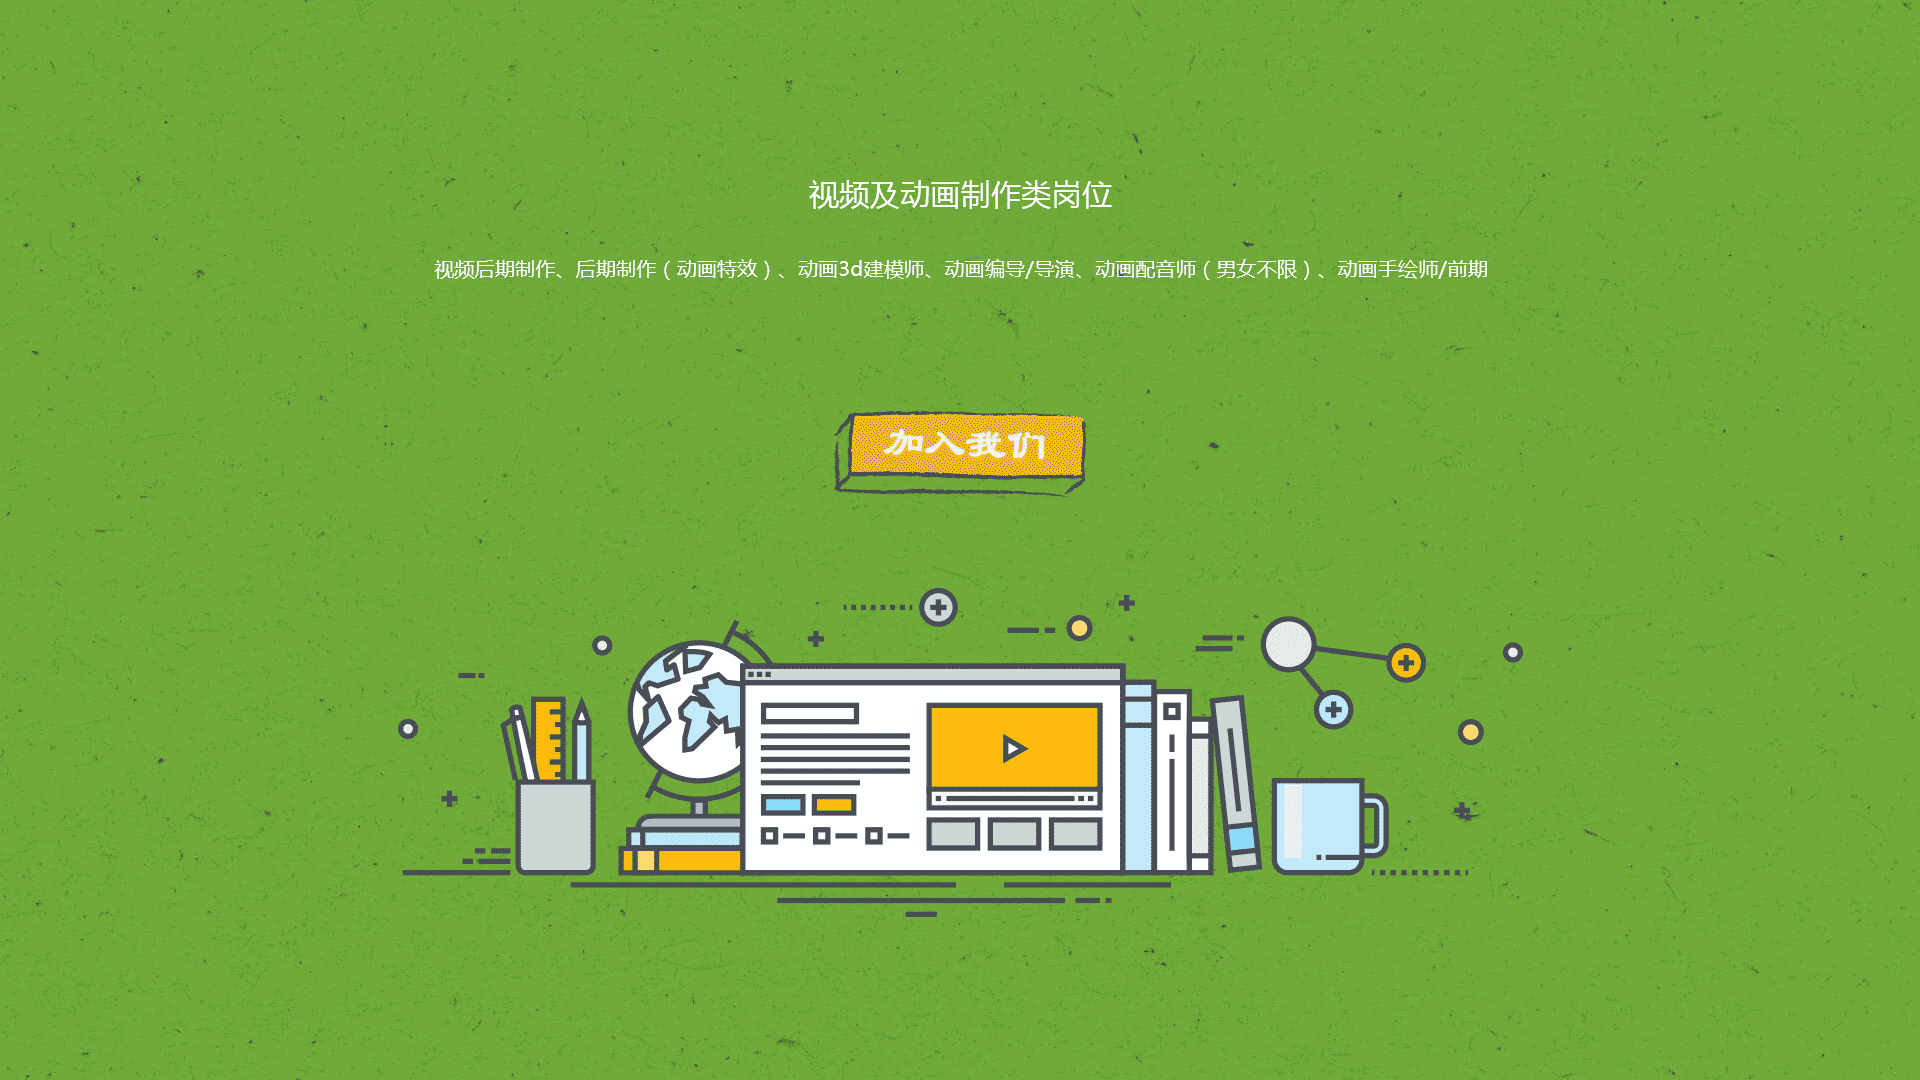 视频及动画制作类岗位
视频后期制作、后期制作（动画特效）、动画3d建模师、动画编导/导演、动画配音师（男女不限）、动画手绘师/前期
加入我们